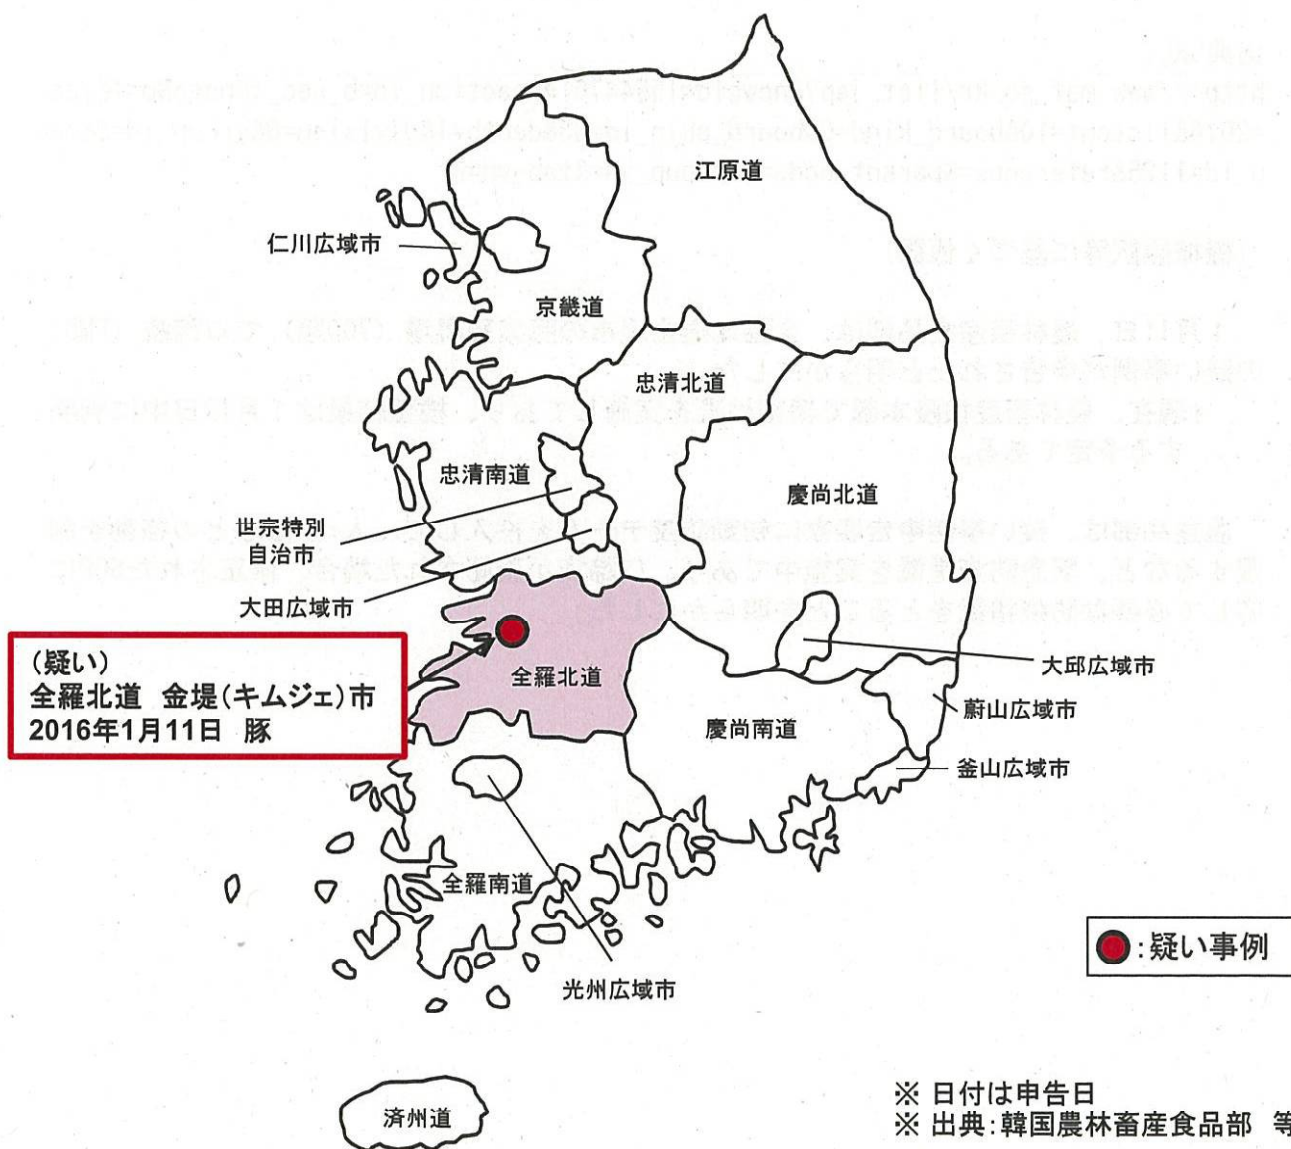 江原道
仁川広域市
京畿道
忠清北道
忠清南道
慶尚北道
世宗特別
自治市
大田広域市
(疑い)
全羅北道 金堤(キムジェ)市
2016年1月11日 豚
全羅北道
大邱広域市
蔚山広域市
慶尚南道
釜山広域市
全羅南道
●:疑い事例
光州広域市
済州道
※ 日付は申告日
※ 出典:韓国農林畜産食品部 等